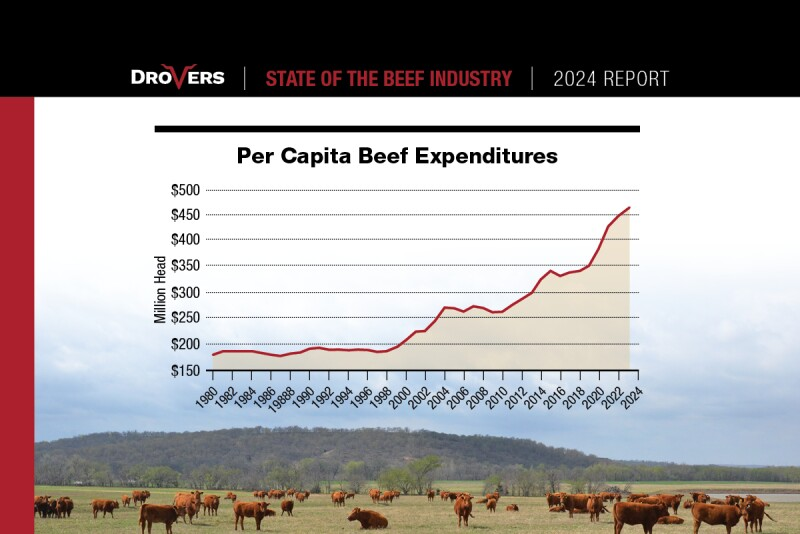 DROVERS | STATE OF THE BEEF INDUSTRY | 2024 REPORT
Per Capita Beef Expenditures
Million Head
$500
$450
$400
$350
$300
$250
$200
$150
1980 1982 1984 1986 19888 1990 1992 1994 1996 1998 2000 2002 2004 2006 2008 2010 2012 2014 2016 2018 2020 2022 2024